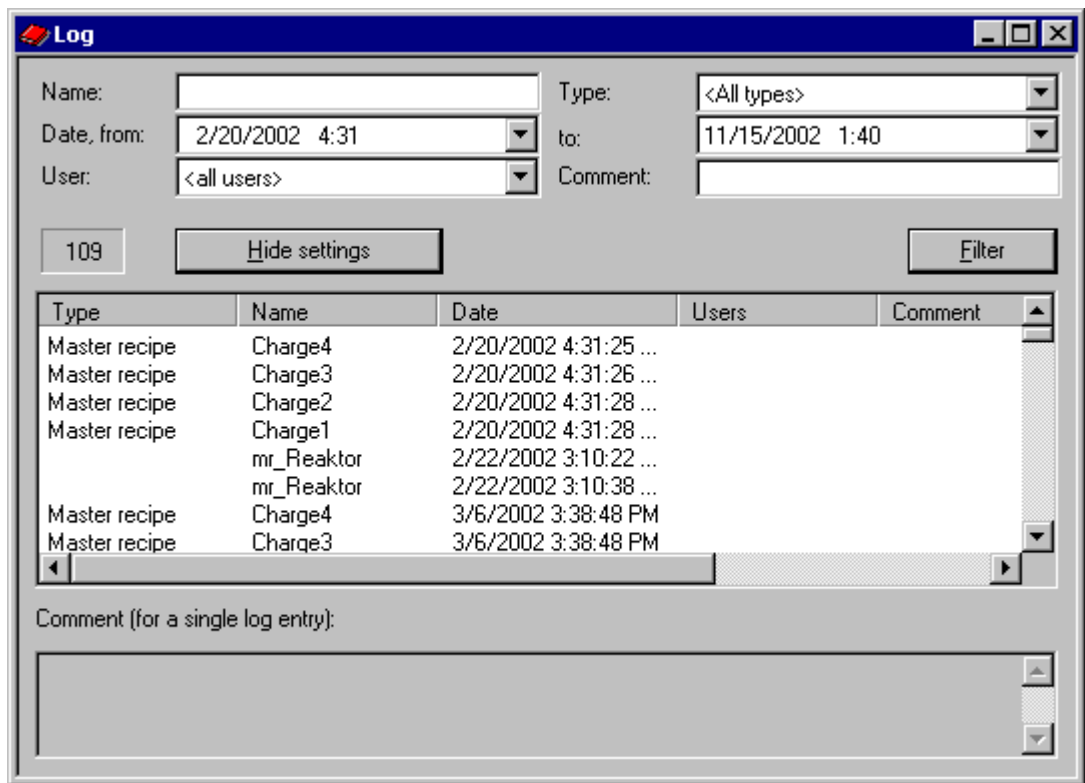 Log
Name: Type: <All types>
Date, from: 2/20/2002 4:31 to: 11/15/2002 1:40
User: <all users> Comment:
109 Hide settings Filter
Type Name Date Users Comment
Master recipe Charge4 2/20/2002 4:31:25 ...
Master recipe Charge3 2/20/2002 4:31:26 ...
Master recipe Charge2 2/20/2002 4:31:28 ...
Master recipe Charge1 2/20/2002 4:31:28 ...
mr_Reaktor 2/22/2002 3:10:22 ...
mr_Reaktor 2/22/2002 3:10:38 ...
Master recipe Charge4 3/6/2002 3:38:48 PM
Master recipe Charge3 3/6/2002 3:38:48 PM
Comment (for a single log entry):